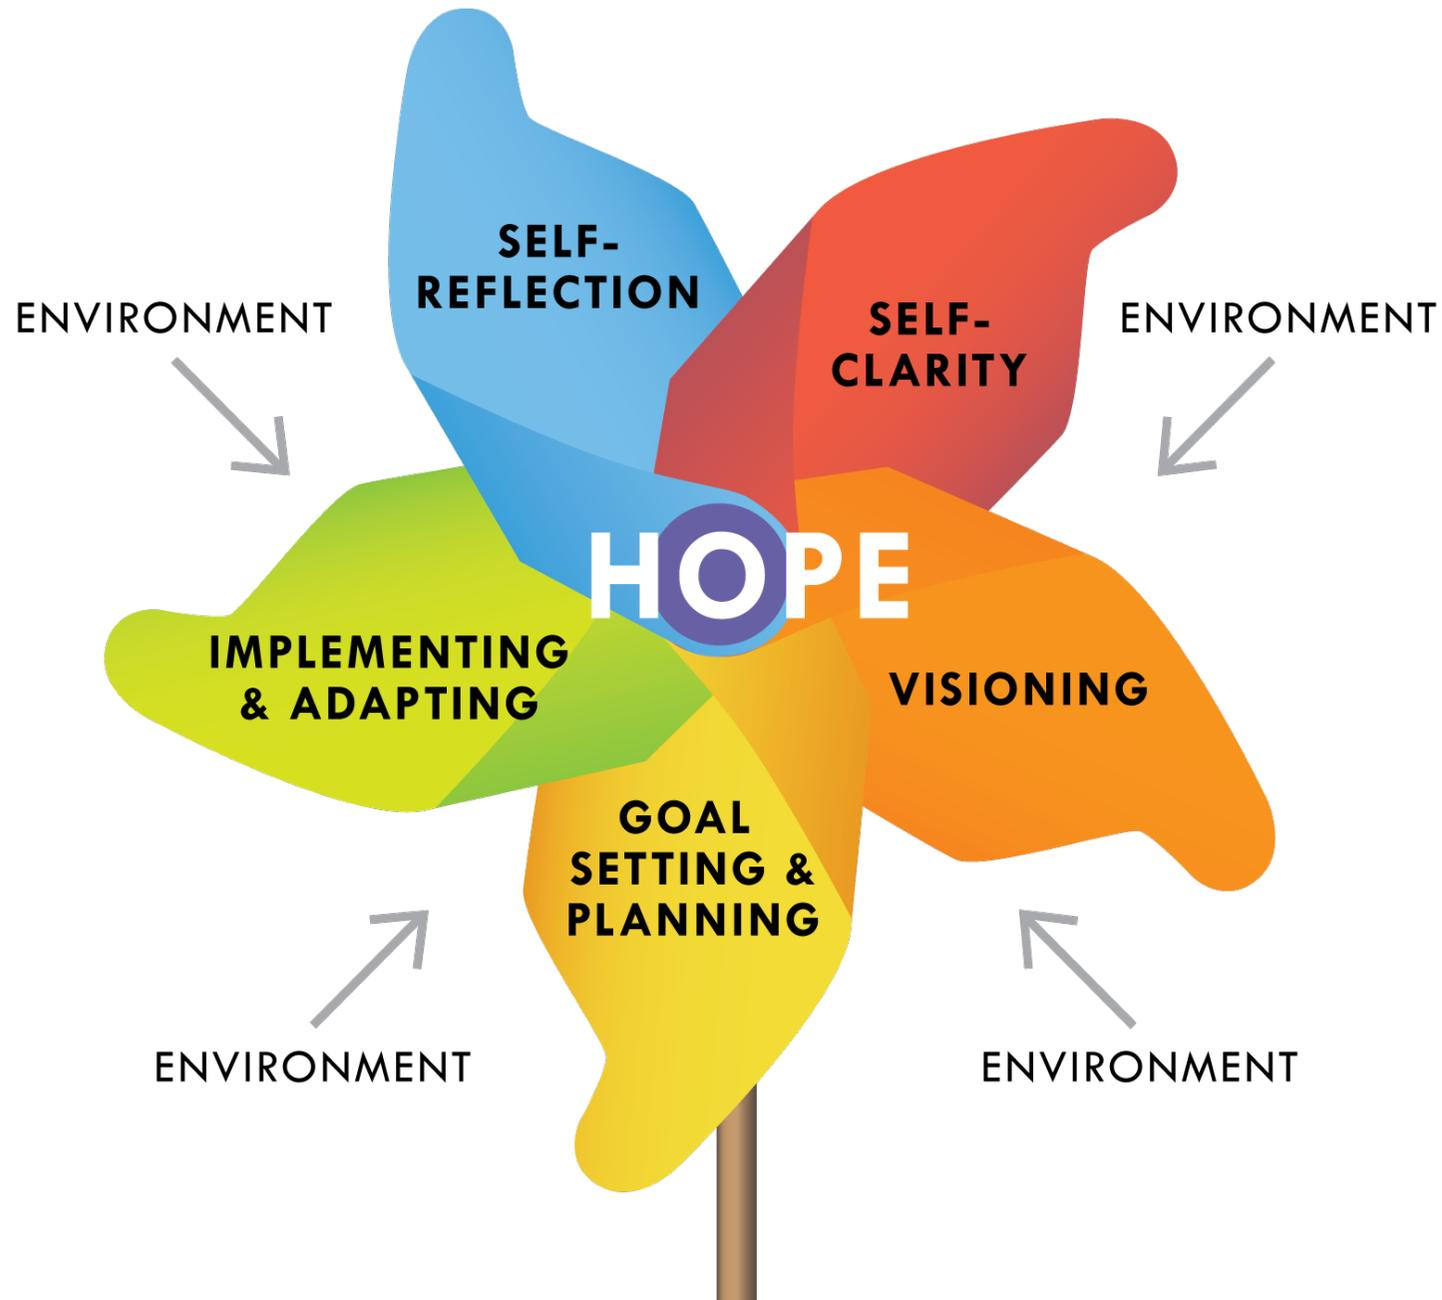 SELF-
REFLECTION
SELF-
CLARITY
ENVIRONMENT
ENVIRONMENT
HOPE
IMPLEMENTING
& ADAPTING
VISIONING
GOAL
SETTING &
PLANNING
ENVIRONMENT
ENVIRONMENT